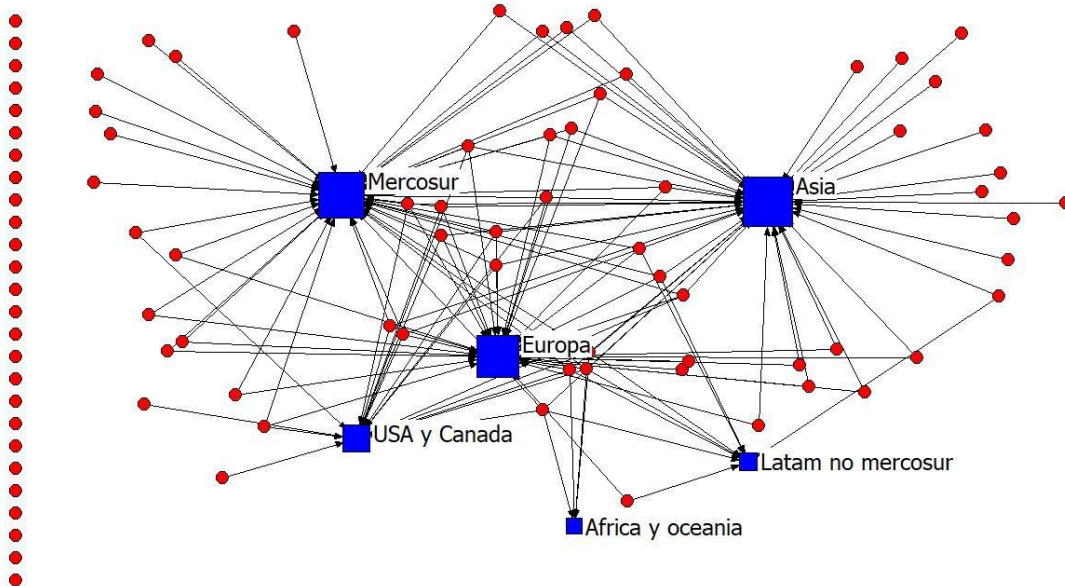 Mercosur
Asia
Europa
USA y Canada
Latam no mercosur
Africa y oceania